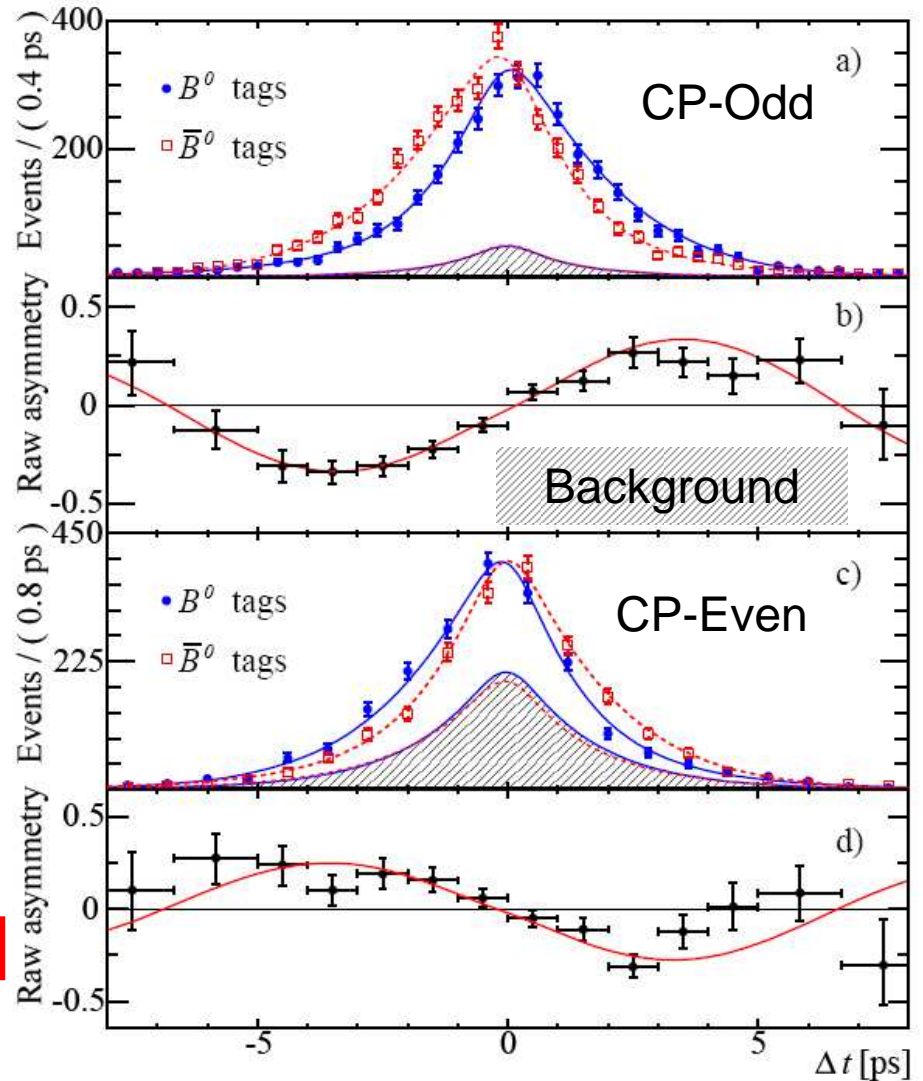 400
200
Events / ( 0.4 ps )
B⁰ tags
B̅⁰ tags
CP-Odd
a)
Raw asymmetry
0.5
0
-0.5
b)
Background
450
225
Events / ( 0.8 ps )
B⁰ tags
B̅⁰ tags
CP-Even
c)
Raw asymmetry
0.5
0
-0.5
d)
-5 0 5
Δt [ps]